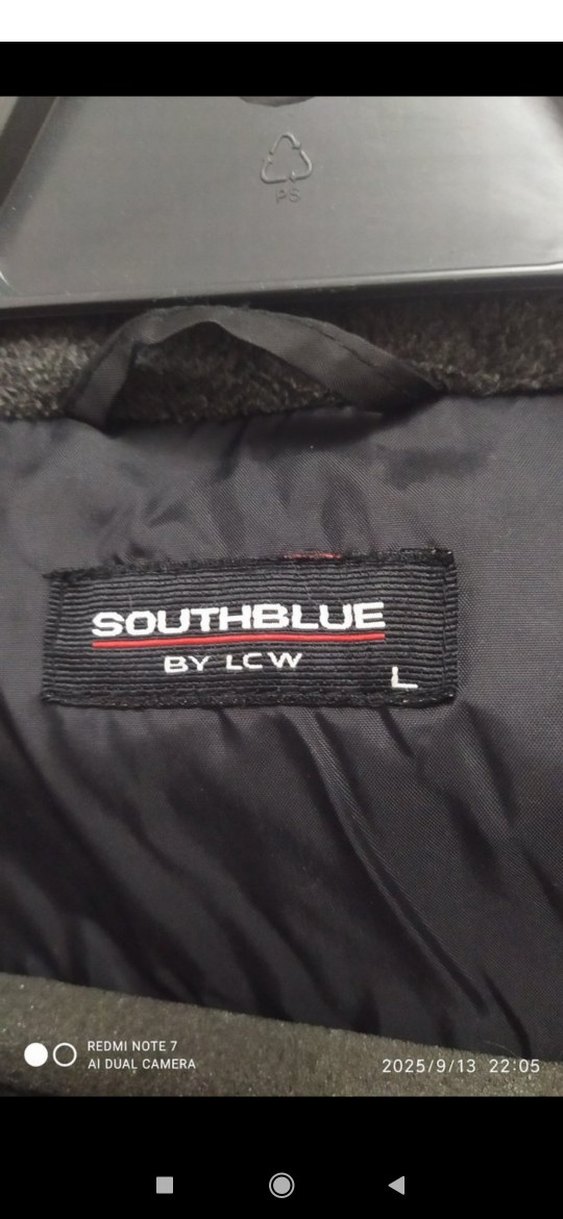 PS
SOUTHBLUE
BY LCW
L
REDMI NOTE 7
AI DUAL CAMERA
2025/9/13 22:05